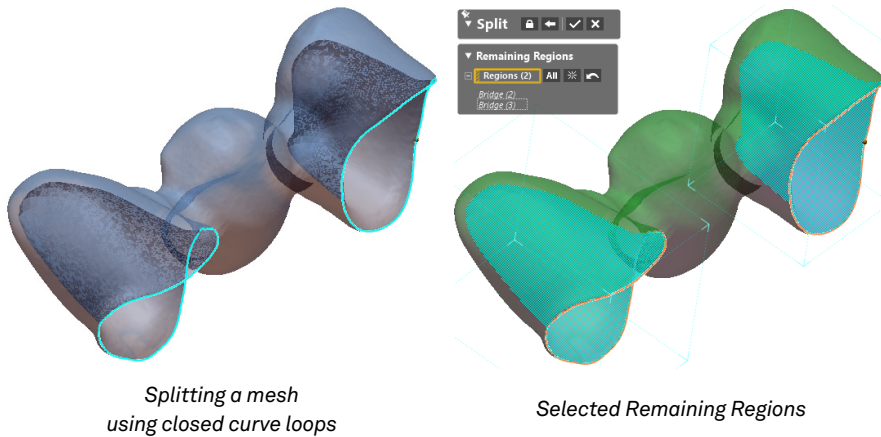 Split
Remaining Regions
Regions (2) All
Bridge (2)
Bridge (3)
Splitting a mesh
using closed curve loops
Selected Remaining Regions